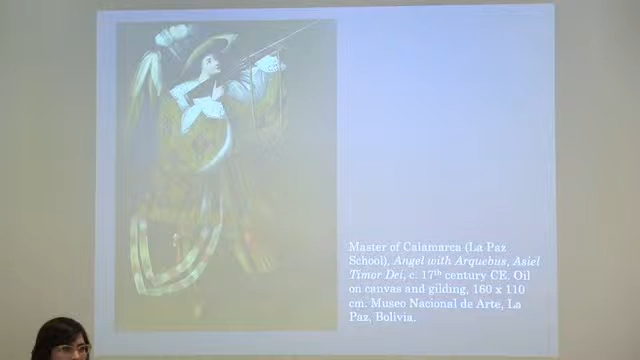 Master of Calamarca (La Paz
School), Angel with Arquebus, Asiel
Timor Dei, c. 17th century CE. Oil
on canvas and gilding, 160 x 110
cm. Museo Nacional de Arte, La
Paz, Bolivia.